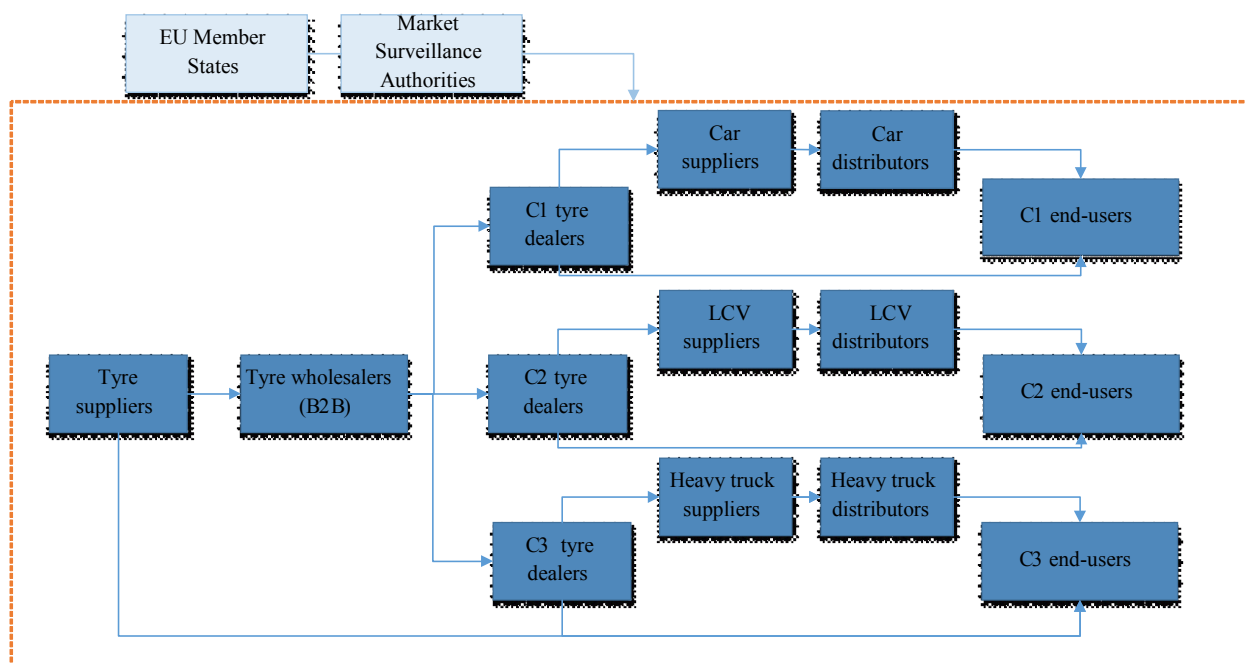 EU Member
States
Market
Surveillance
Authorities
Car
suppliers
Car
distributors
C1 tyre
dealers
C1 end-users
LCV
suppliers
LCV
distributors
Tyre
suppliers
Tyre wholesalers
(B2B)
C2 tyre
dealers
C2 end-users
Heavy truck
suppliers
Heavy truck
distributors
C3 tyre
dealers
C3 end-users